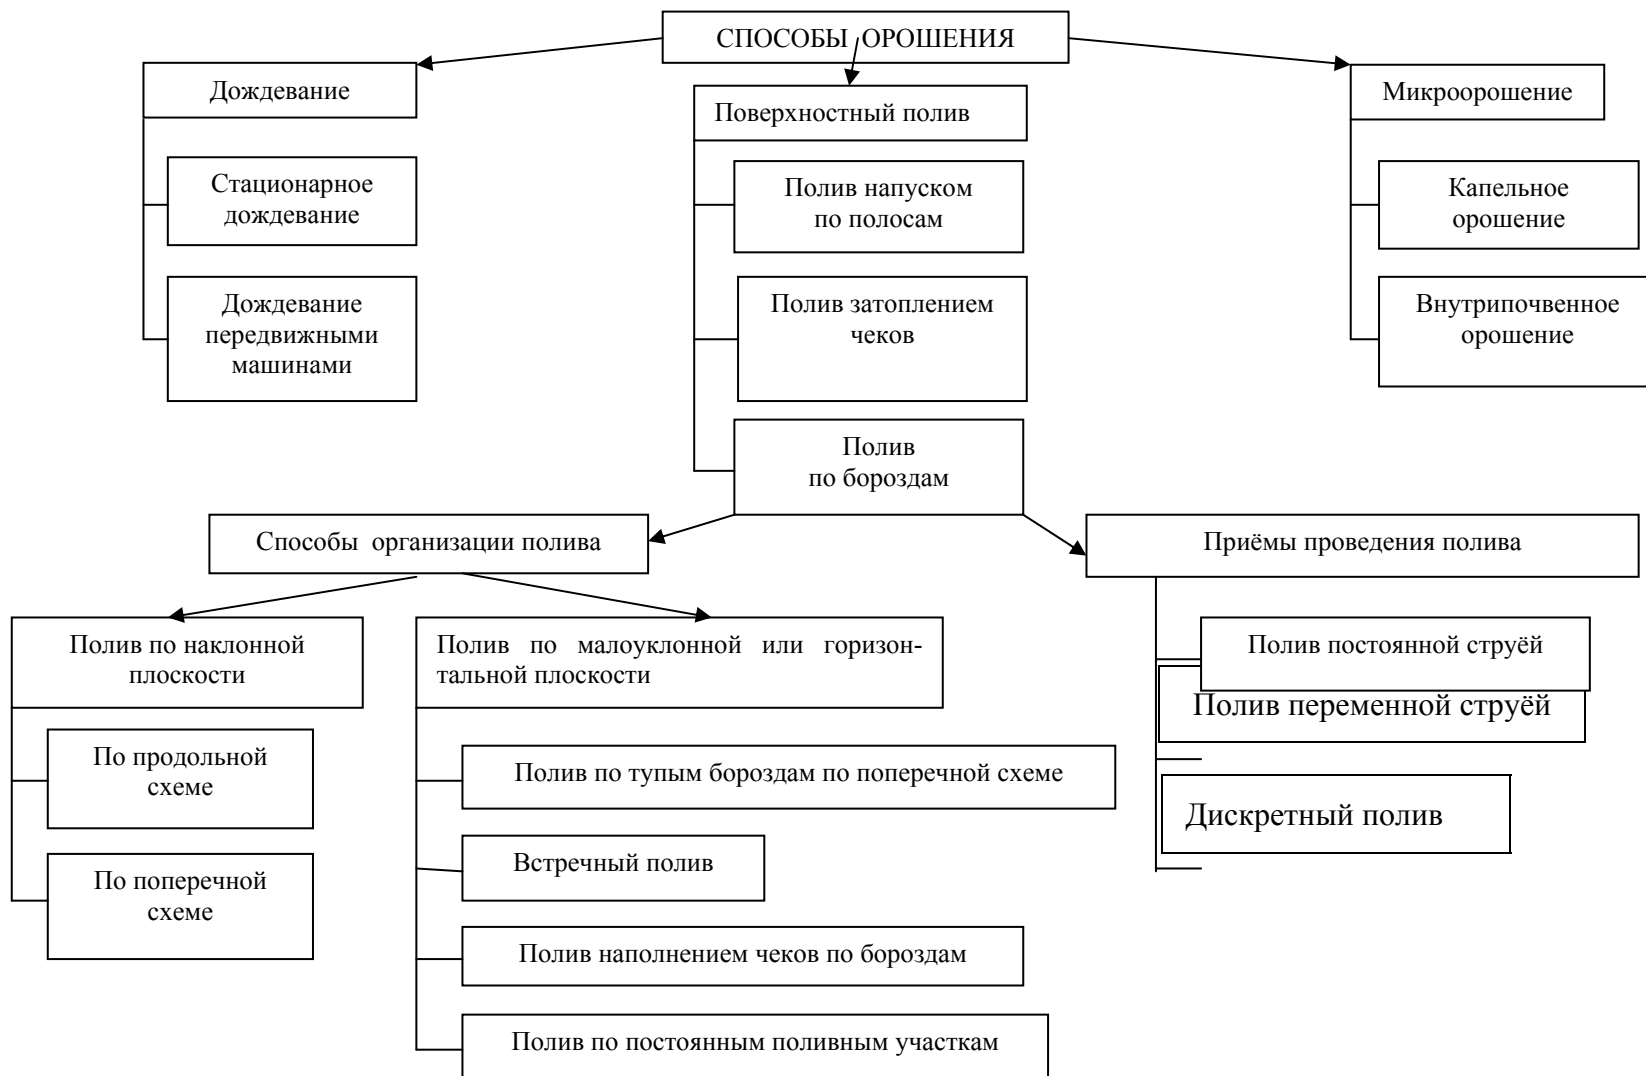 СПОСОБЫ ОРОШЕНИЯ
Дождевание
Поверхностный полив
Микроорошение
Стационарное
дождевание
Полив напуском
по полосам
Капельное
орошение
Дождевание
передвижными
машинами
Полив затоплением
чеков
Внутрипочвенное
орошение
Полив
по бороздам
Способы организации полива
Приёмы проведения полива
Полив по наклонной
плоскости
Полив по малоуклонной или горизон-
тальной плоскости
Полив постоянной струёй
Полив переменной струёй
По продольной
схеме
Полив по тупым бороздам по поперечной схеме
Дискретный полив
Встречный полив
По поперечной
схеме
Полив наполнением чеков по бороздам
Полив по постоянным поливным участкам